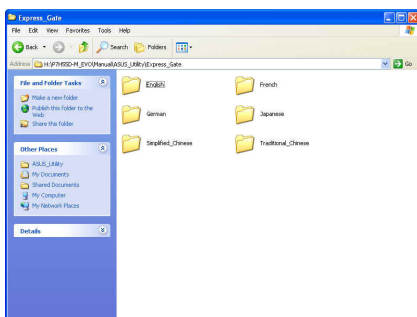 Express_Gate
File Edit View Favorites Tools Help
Back Search Folders
Address H:\P7H55D-M_EVO\Manual\ASUS_Utility\Express_Gate Go
File and Folder Tasks
Make a new folder
Publish this folder to the
Web
Share this folder
Other Places
ASUS_Utility
My Documents
Shared Documents
My Computer
My Network Places
Details
English French
German Japanese
Simplified_Chinese Traditional_Chinese